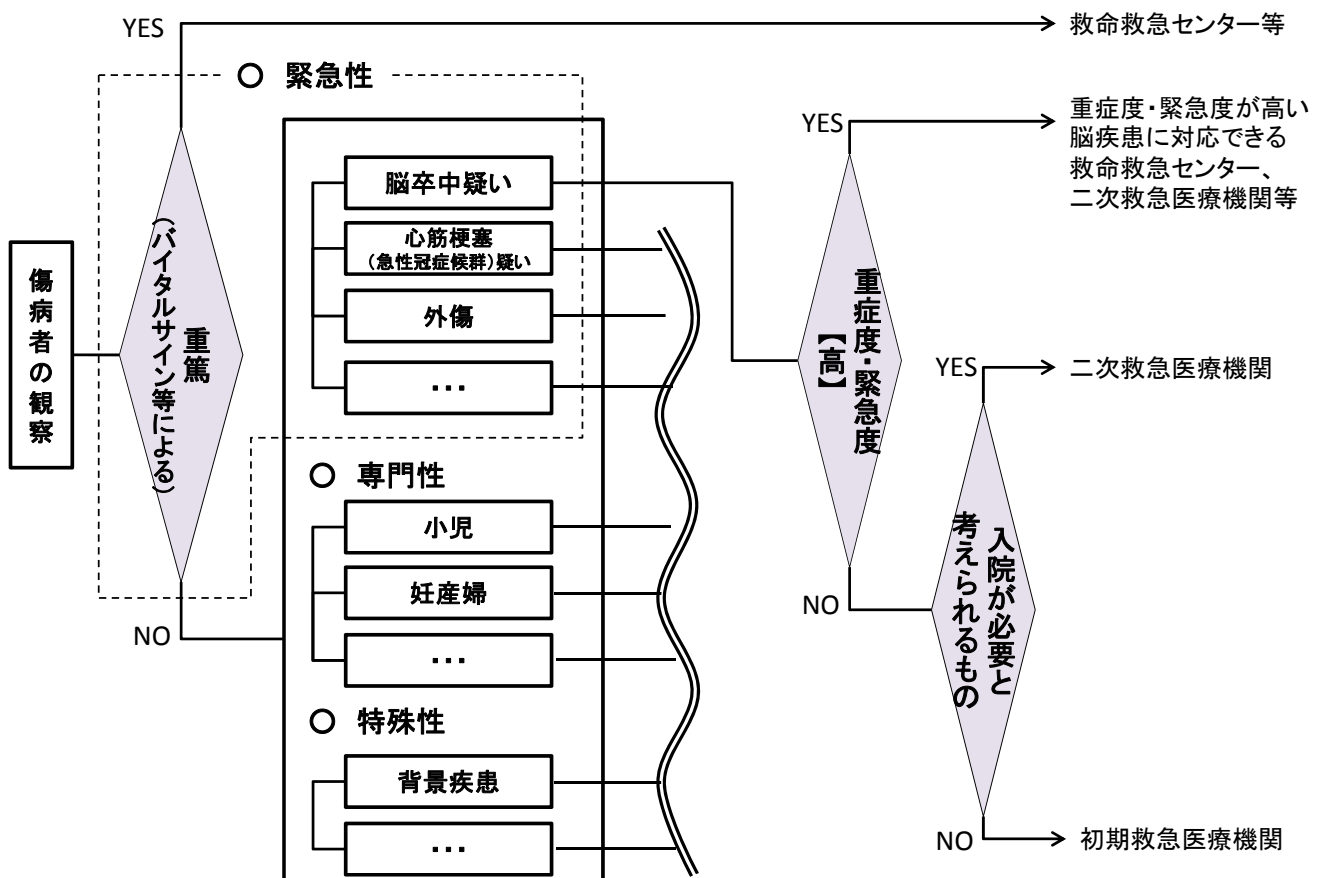 YES
救命救急センター等
○ 緊急性
YES
重症度・緊急度が高い
脳疾患に対応できる
救命救急センター、
二次救急医療機関等
脳卒中疑い
心筋梗塞
（急性冠症候群）疑い
外傷
…
傷病者の観察
重篤
（バイタルサイン等による）
重症度・緊急度
【高】
YES
二次救急医療機関
○ 専門性
小児
妊産婦
…
NO
NO
入院が必要と
考えられるもの
○ 特殊性
背景疾患
…
NO
初期救急医療機関